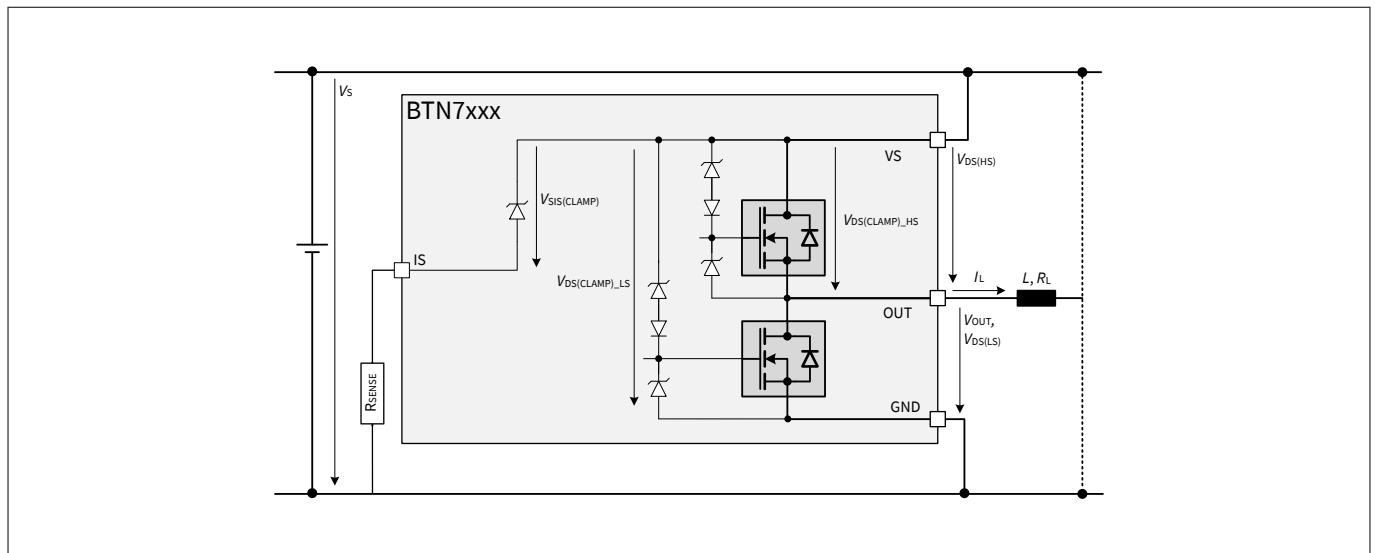 BTN7xxx
VS
VS
VDS(HS)
VSIS(CLAMP)
VDS(CLAMP)_HS
IS
VDS(CLAMP)_LS
IL
L, RL
OUT
VOUT,
VDS(LS)
RSENSE
GND